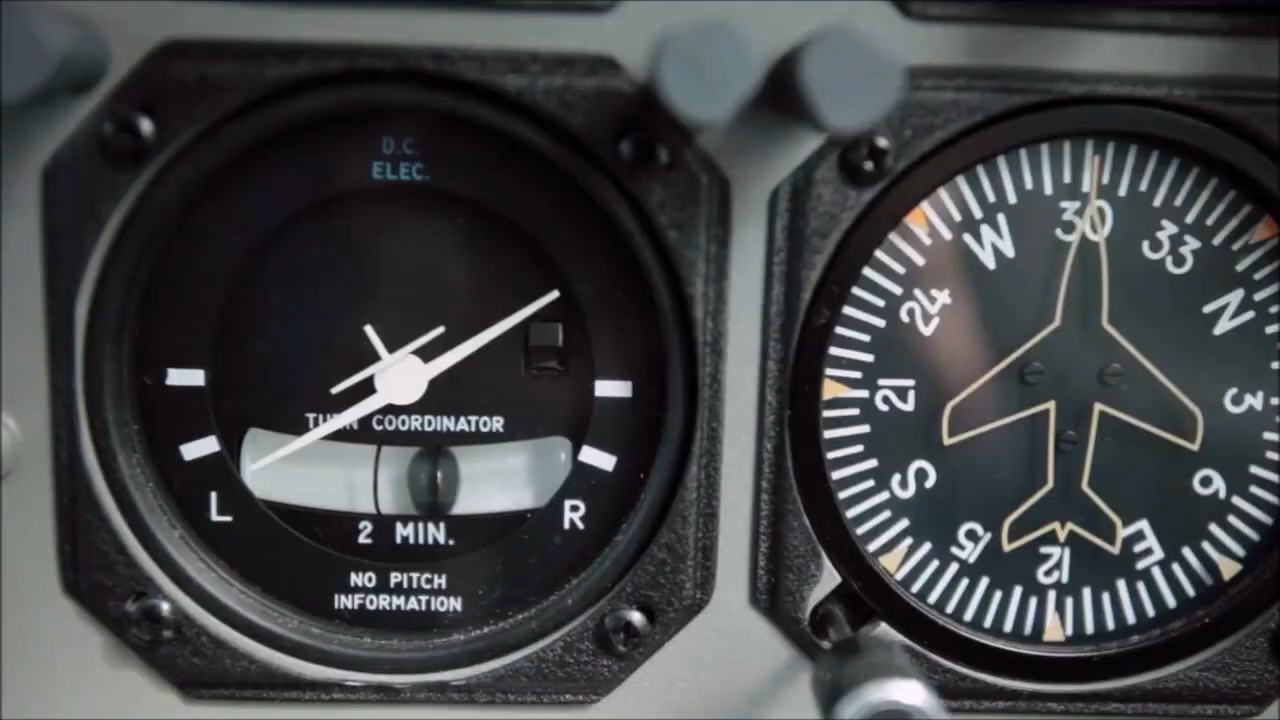 D.C.
ELEC.
TURN COORDINATOR
L
R
2 MIN.
NO PITCH
INFORMATION
30
33
N
3
6
E
12
15
S
21
24
W